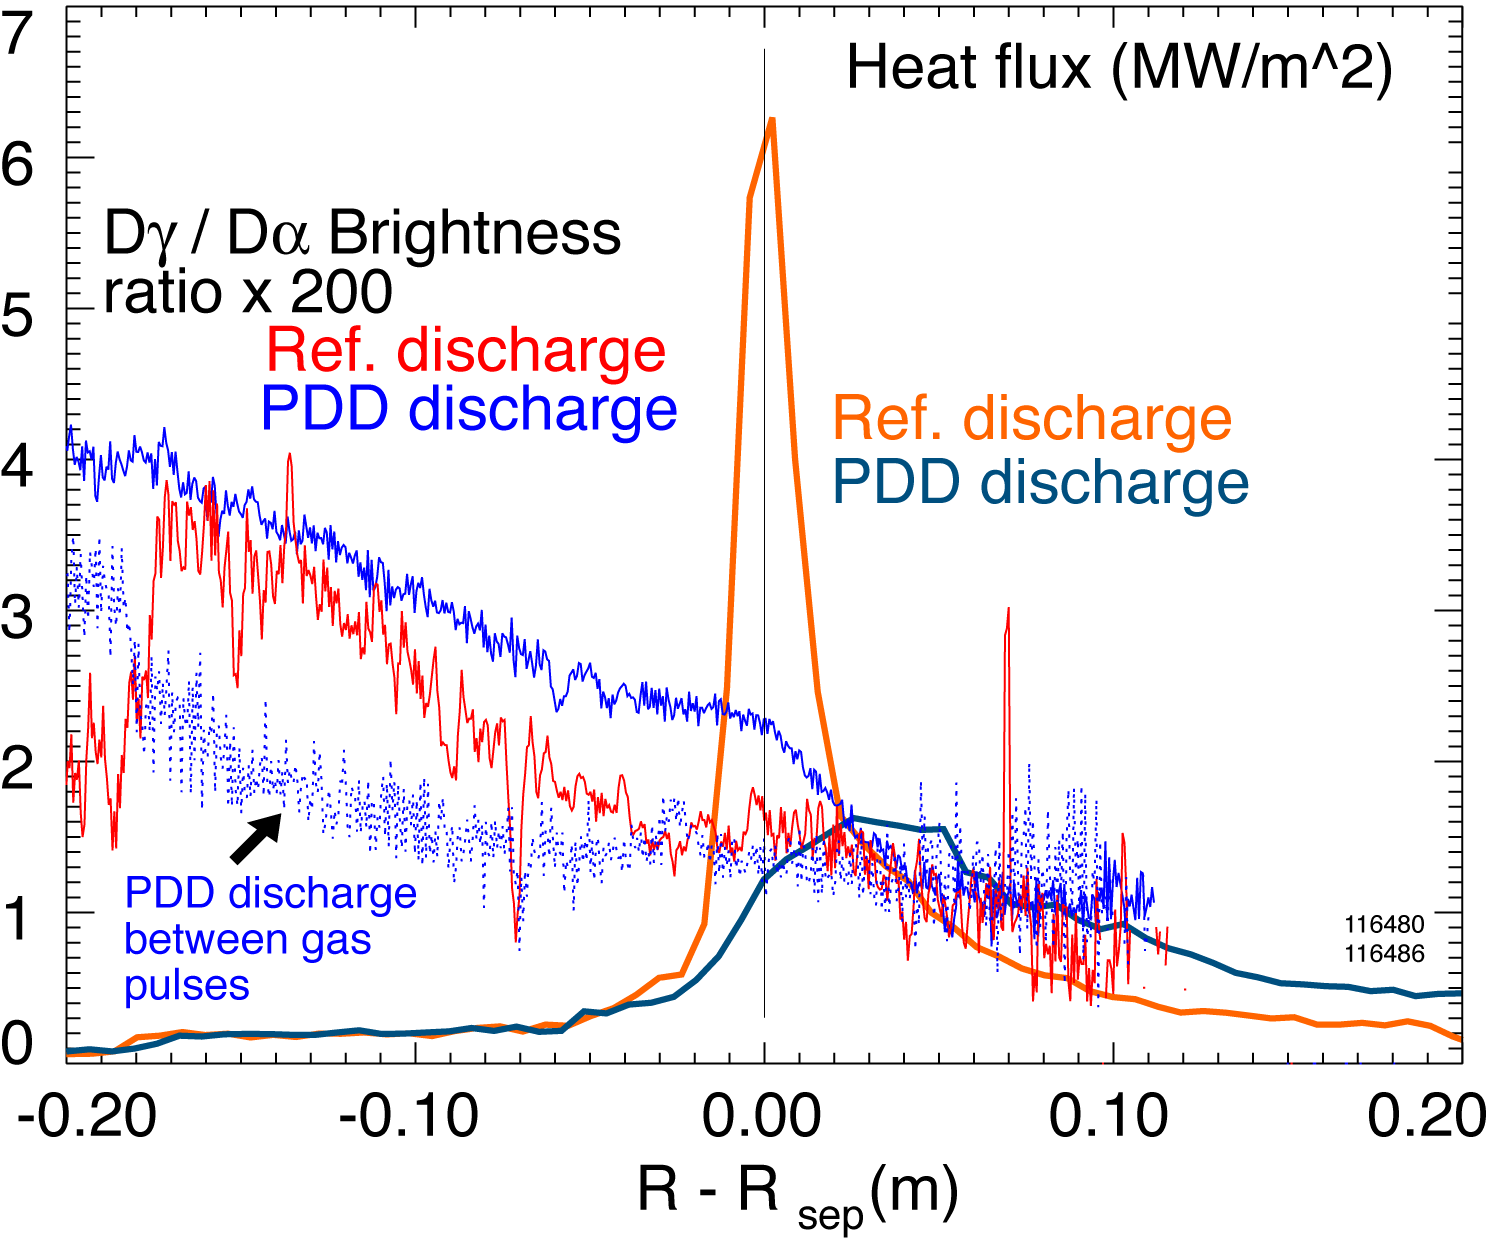 7
Heat flux (MW/m^2)
6
Dγ / Dα Brightness
ratio x 200
5
Ref. discharge
PDD discharge
Ref. discharge
PDD discharge
4
3
2
PDD discharge
between gas
pulses
1
116480
116486
0
-0.20
-0.10
0.00
0.10
0.20
R - R sep (m)